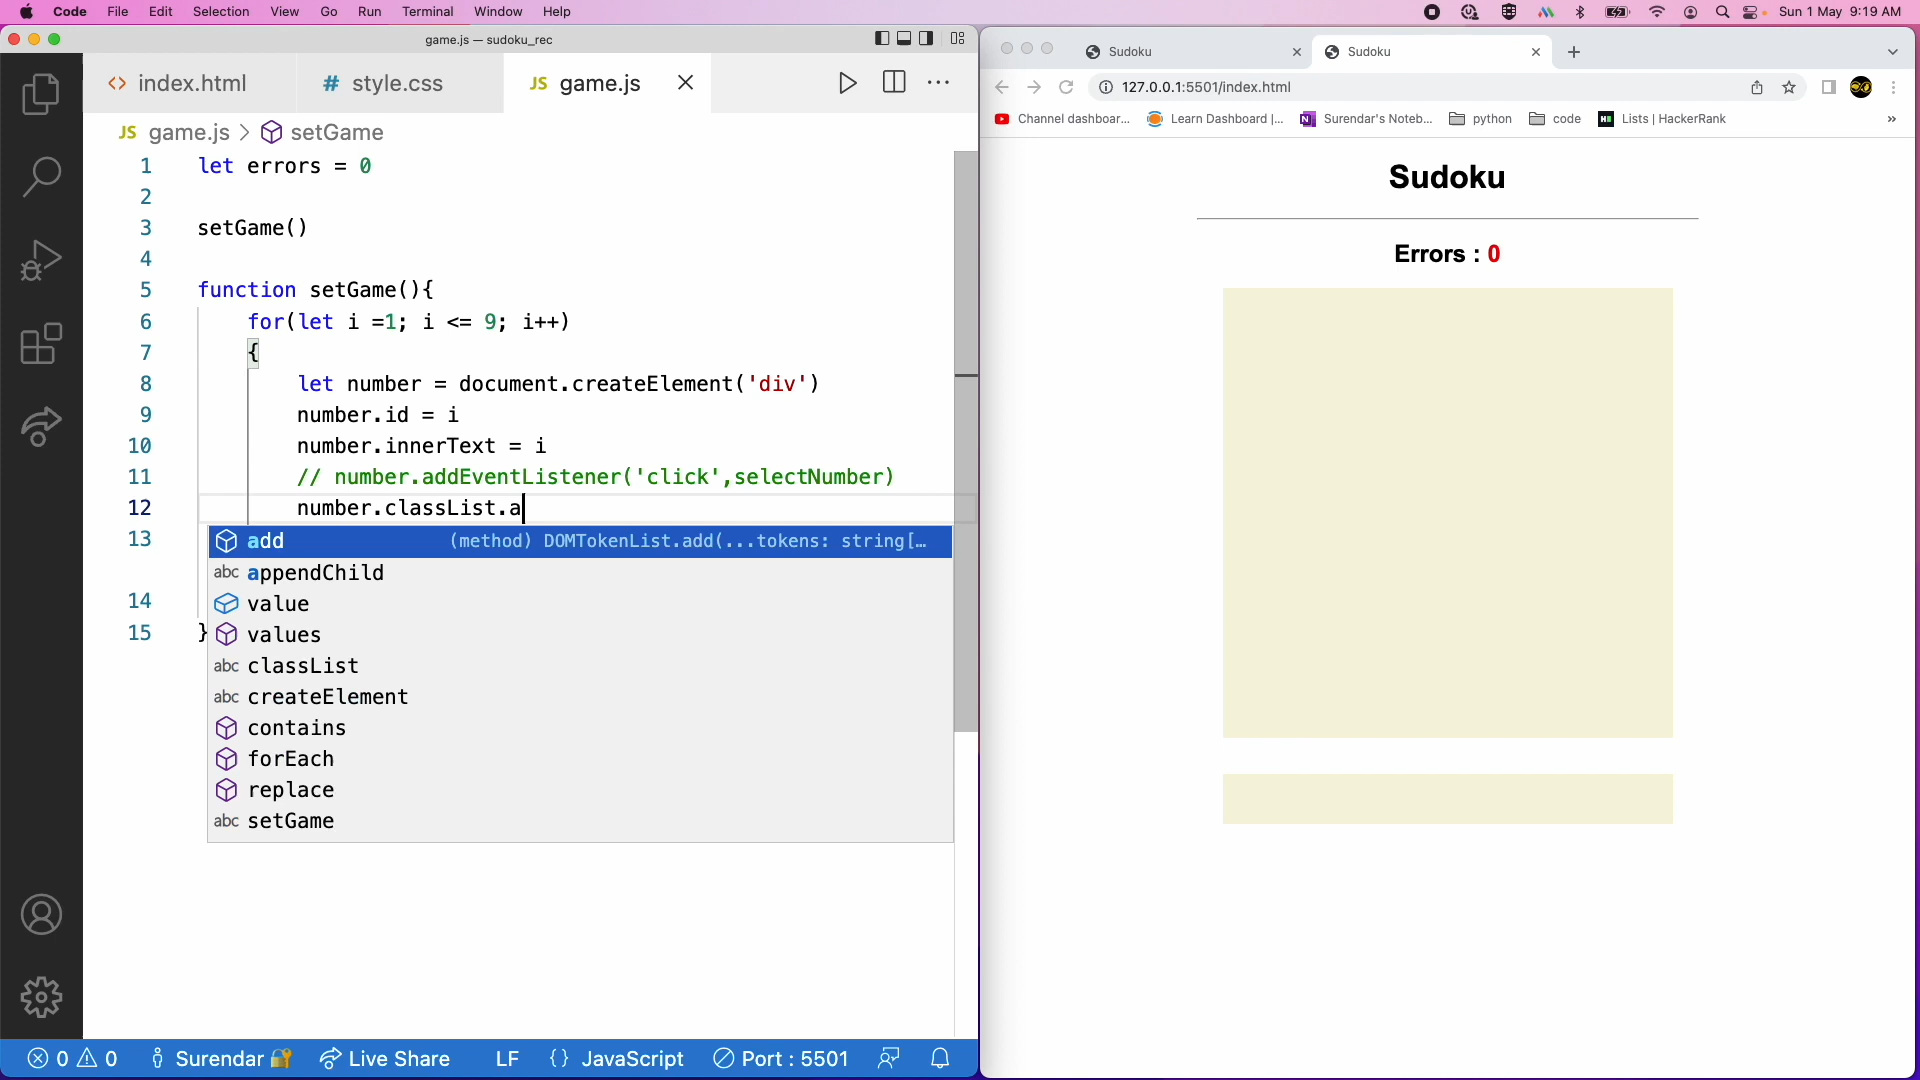 Code File Edit Selection View Go Run Terminal Window Help
Sun 1 May 9:19 AM
game.js — sudoku_rec
index.html
# style.css
JS game.js
JS game.js > setGame
1 let errors = 0
2
3 setGame()
4
5 function setGame(){
6 for(let i =1; i <= 9; i++)
7 {
8 let number = document.createElement('div')
9 number.id = i
10 number.innerText = i
11 // number.addEventListener('click',selectNumber)
12 number.classList.a
13
14
15 }
add (method) DOMTokenList.add(...tokens: string[…
abc appendChild
value
values
abc classList
abc createElement
contains
forEach
replace
abc setGame
0 0 Surendar Live Share LF {} JavaScript Port : 5501
Sudoku
Sudoku
127.0.0.1:5501/index.html
Channel dashboar... Learn Dashboard |... N Surendar's Noteb... python code Lists | HackerRank »
Sudoku
Errors : 0